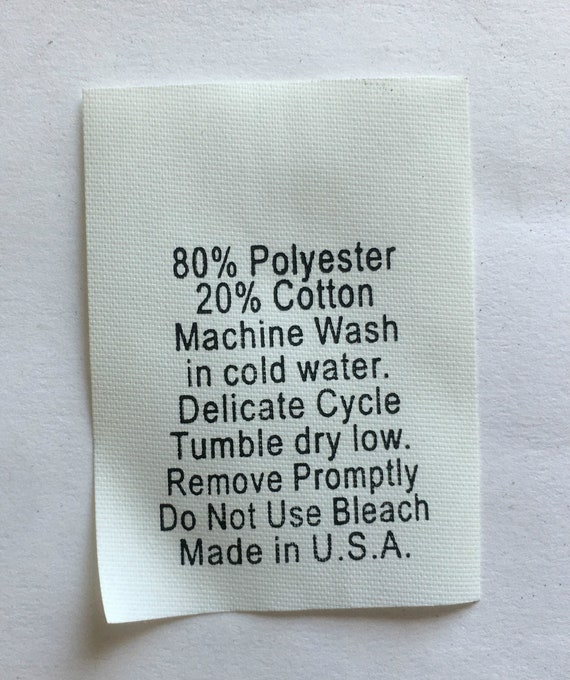 80% Polyester
20% Cotton
Machine Wash
in cold water.
Delicate Cycle
Tumble dry low.
Remove Promptly
Do Not Use Bleach
Made in U.S.A.